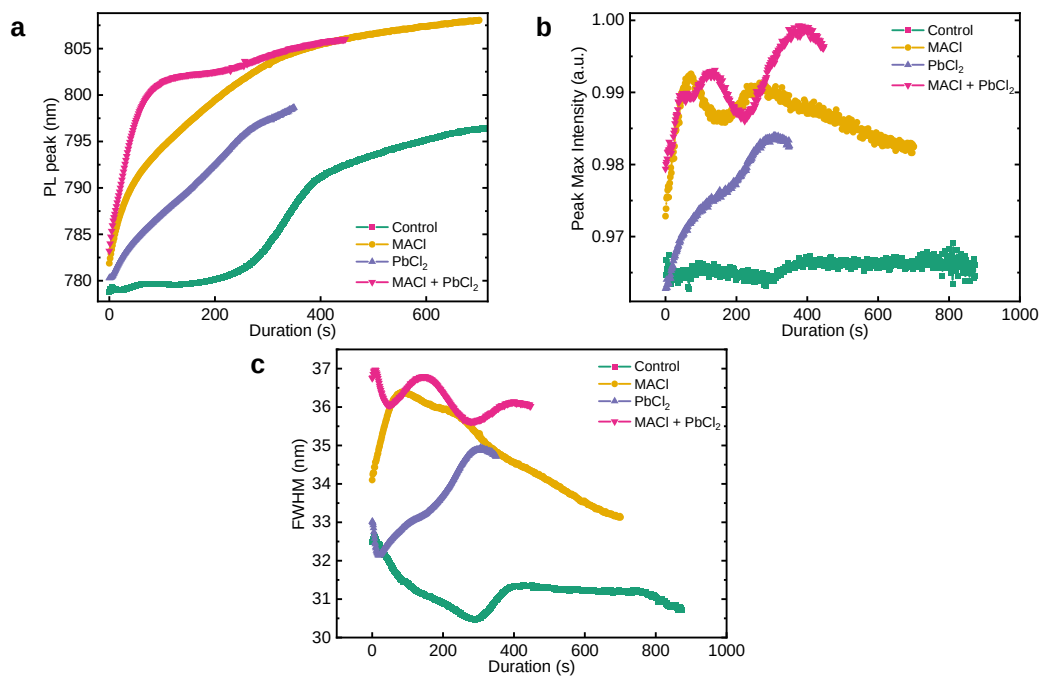 a
PL peak (nm)
805
800
795
790
785
780
0
200
400
600
Duration (s)
Control
MACl
PbCl₂
MACl + PbCl₂
b
Peak Max Intensity (a.u.)
1.00
0.99
0.98
0.97
0
200
400
600
800
1000
Duration (s)
Control
MACl
PbCl₂
MACl + PbCl₂
c
FWHM (nm)
37
36
35
34
33
32
31
30
0
200
400
600
800
1000
Duration (s)
Control
MACl
PbCl₂
MACl + PbCl₂